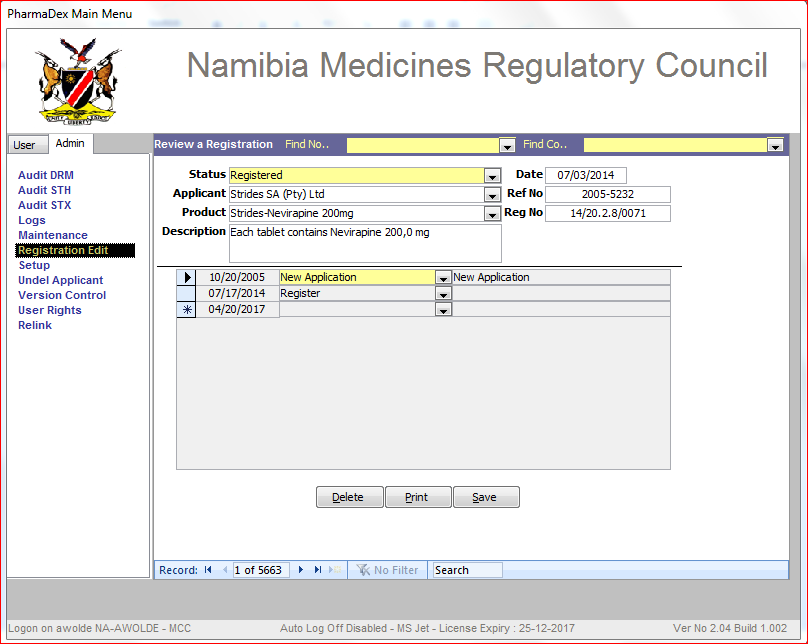 PharmaDex Main Menu
Namibia Medicines Regulatory Council
User Admin
Review a Registration Find No.. Find Co..
Audit DRM
Audit STH
Audit STX
Logs
Maintenance
Registration Edit
Setup
Undel Applicant
Version Control
User Rights
Relink
Status Registered Date 07/03/2014
Applicant Strides SA (Pty) Ltd Ref No 2005-5232
Product Strides-Nevirapine 200mg Reg No 14/20.2.8/0071
Description Each tablet contains Nevirapine 200,0 mg
10/20/2005 New Application New Application
07/17/2014 Register
04/20/2017
Delete Print Save
Record: 1 of 5663 No Filter Search
Logon on awolde NA-AWOLDE - MCC Auto Log Off Disabled - MS Jet - License Expiry : 25-12-2017 Ver No 2.04 Build 1.002